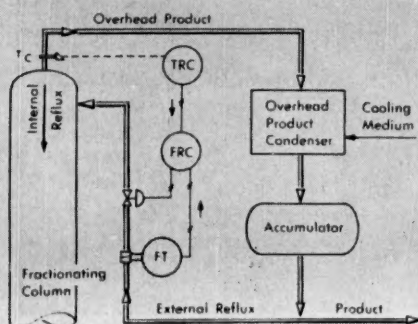 Overhead Product
TC
TRC
Internal
Reflux
FRC
Overhead
Product
Condenser
Cooling
Medium
Accumulator
FT
Fractionating
Column
External Reflux
Product